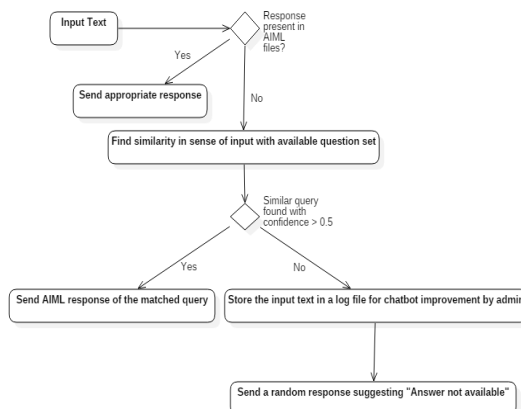 Input Text
Response
present in
AIML
files?
Yes
Send appropriate response
No
Find similarity in sense of input with available question set
Similar query
found with
confidence > 0.5
Yes
No
Send AIML response of the matched query
Store the input text in a log file for chatbot improvement by admin
Send a random response suggesting "Answer not available"